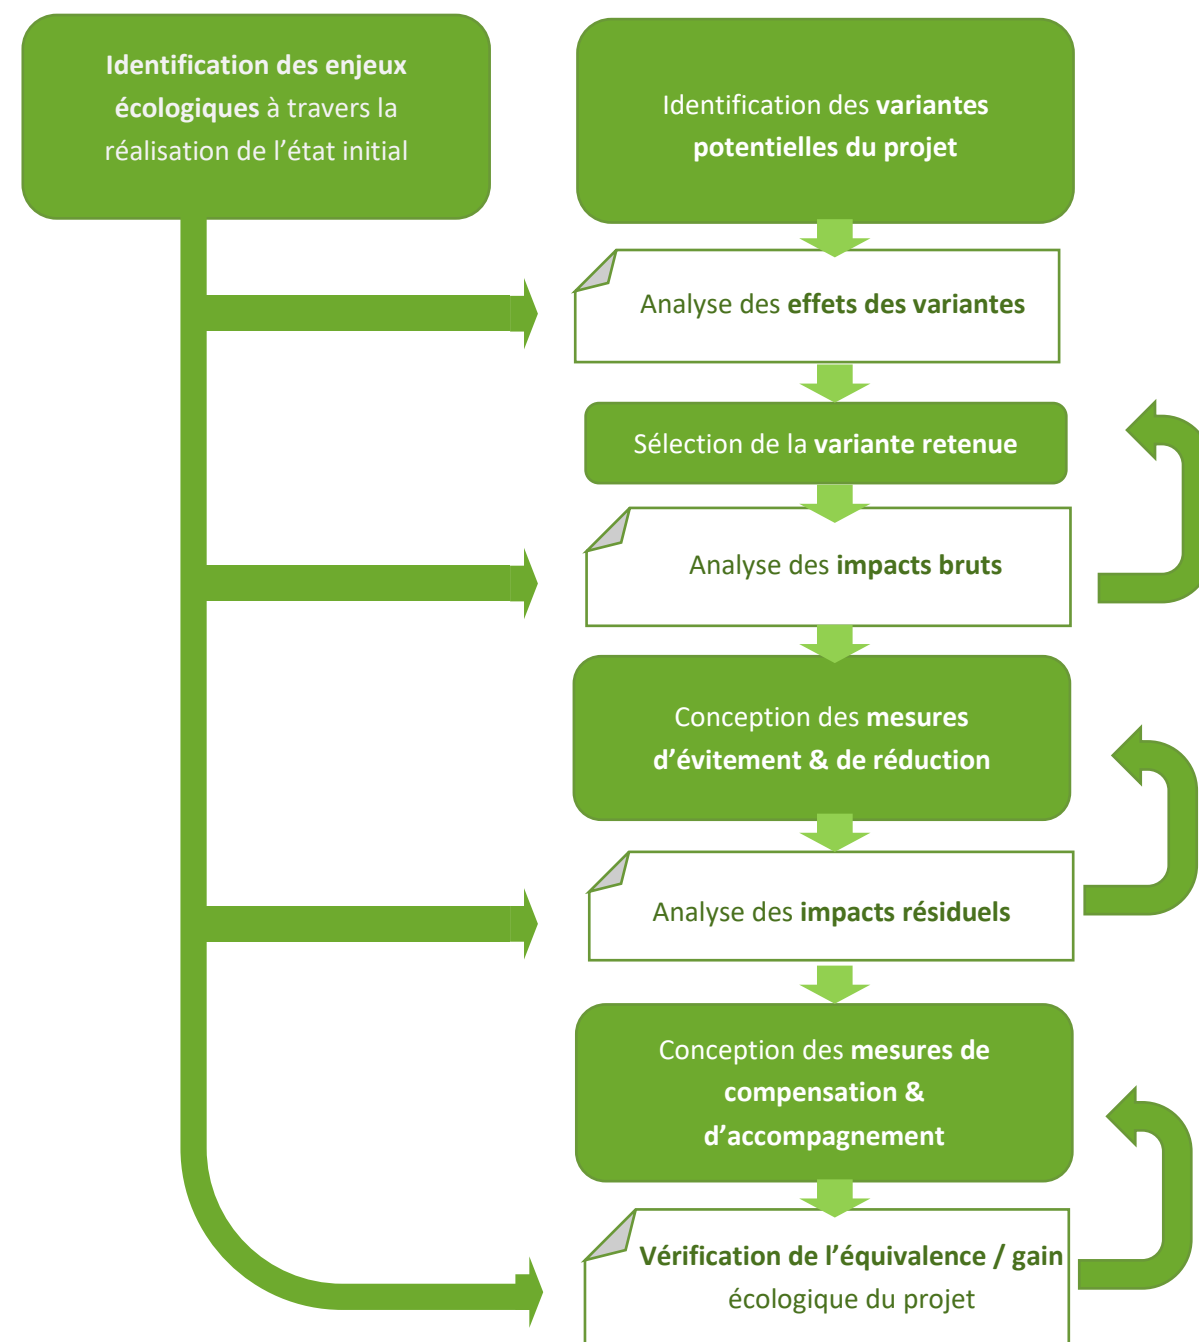 Identification des enjeux
écologiques à travers la
réalisation de l’état initial
Identification des variantes
potentielles du projet
Analyse des effets des variantes
Sélection de la variante retenue
Analyse des impacts bruts
Conception des mesures
d’évitement & de réduction
Analyse des impacts résiduels
Conception des mesures de
compensation &
d’accompagnement
Vérification de l’équivalence / gain
écologique du projet